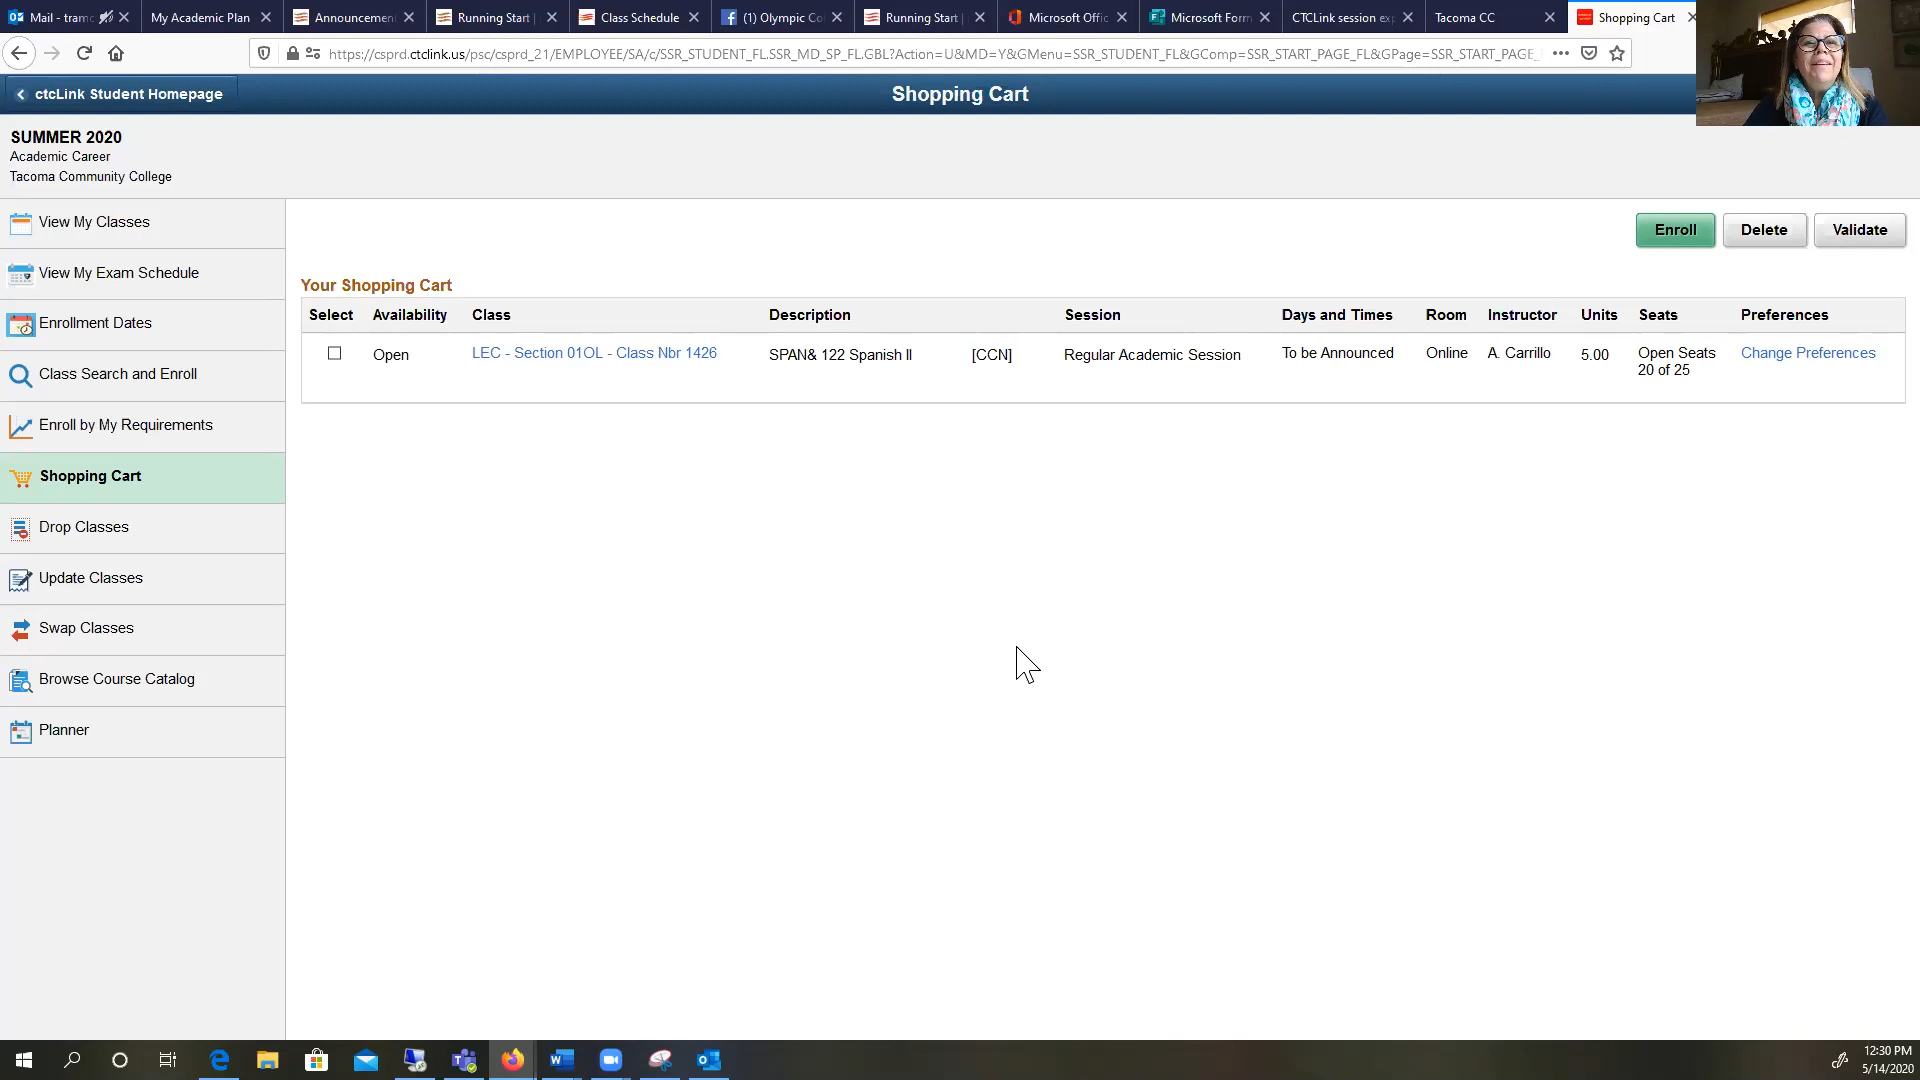 Mail - tramc
My Academic Plan
Announcemen
Running Start |
Class Schedule
(1) Olympic Co
Running Start |
Microsoft Offic
Microsoft Form
CTCLink session ex
Tacoma CC
Shopping Cart
https://csprd.ctclink.us/psc/csprd_21/EMPLOYEE/SA/c/SSR_STUDENT_FL.SSR_MD_SP_FL.GBL?Action=U&MD=Y&GMenu=SSR_STUDENT_FL&GComp=SSR_START_PAGE_FL&GPage=SSR_START_PAGE_
ctcLink Student Homepage
Shopping Cart
SUMMER 2020
Academic Career
Tacoma Community College
View My Classes
View My Exam Schedule
Enrollment Dates
Class Search and Enroll
Enroll by My Requirements
Shopping Cart
Drop Classes
Update Classes
Swap Classes
Browse Course Catalog
Planner
Enroll Delete Validate
Your Shopping Cart
Select Availability Class Description Session Days and Times Room Instructor Units Seats Preferences
Open LEC - Section 01OL - Class Nbr 1426 SPAN& 122 Spanish II [CCN] Regular Academic Session To be Announced Online A. Carrillo 5.00 Open Seats Change Preferences
20 of 25
12:30 PM
5/14/2020